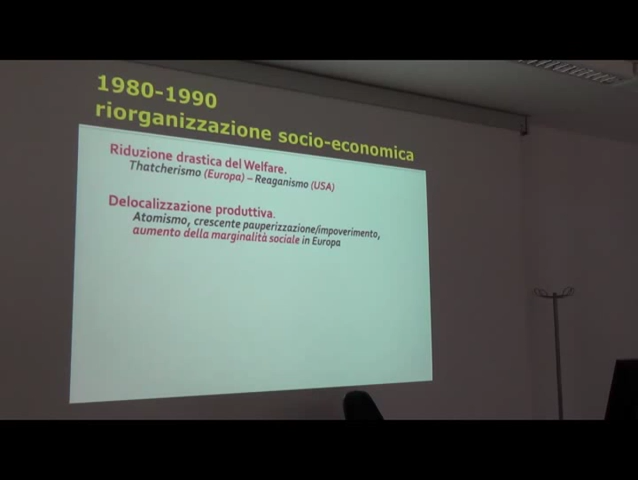 1980-1990
riorganizzazione socio-economica
Riduzione drastica del Welfare.
Thatcherismo (Europa) – Reaganismo (USA)
Delocalizzazione produttiva.
Atomismo, crescente pauperizzazione/impoverimento,
aumento della marginalità sociale in Europa